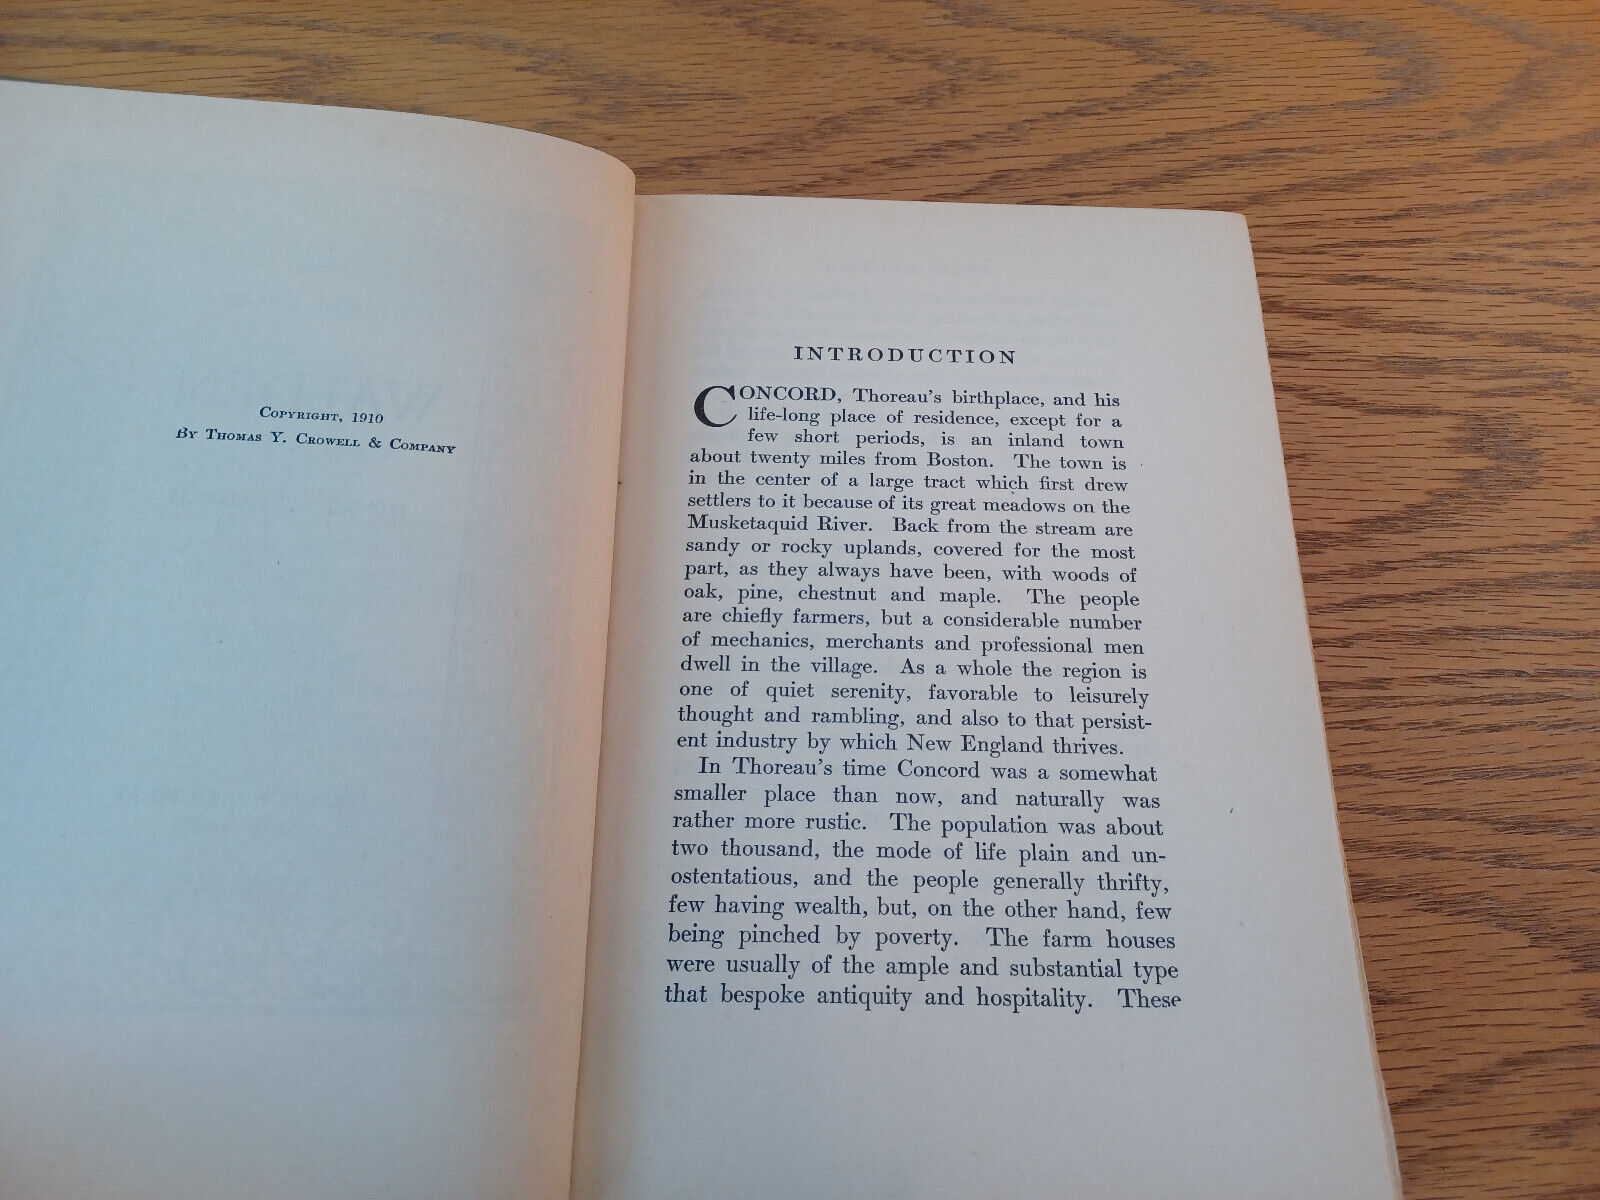 COPYRIGHT, 1910
BY THOMAS Y. CROWELL & COMPANY
INTRODUCTION
CONCORD, Thoreau's birthplace, and his
life-long place of residence, except for a
few short periods, is an inland town
about twenty miles from Boston. The town is
in the center of a large tract which first drew
settlers to it because of its great meadows on the
Musketaquid River. Back from the stream are
sandy or rocky uplands, covered for the most
part, as they always have been, with woods of
oak, pine, chestnut and maple. The people
are chiefly farmers, but a considerable number
of mechanics, merchants and professional men
dwell in the village. As a whole the region is
one of quiet serenity, favorable to leisurely
thought and rambling, and also to that persist-
ent industry by which New England thrives.
In Thoreau's time Concord was a somewhat
smaller place than now, and naturally was
rather more rustic. The population was about
two thousand, the mode of life plain and un-
ostentatious, and the people generally thrifty,
few having wealth, but, on the other hand, few
being pinched by poverty. The farm houses
were usually of the ample and substantial type
that bespoke antiquity and hospitality. These